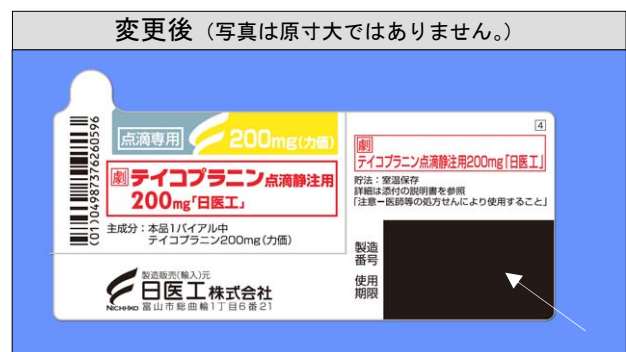 変更後（写真は原寸大ではありません。）
(01)04987376260596
点滴専用
200mg(力価)
劇 テイコプラニン点滴静注用
200mg「日医工」
主成分：本品1バイアル中
テイコプラニン200mg(力価)
製造販売(輸入)元
日医工株式会社
NICHIIKO 富山市総曲輪1丁目6番21
4
劇
テイコプラニン点滴静注用200mg「日医工」
貯法：室温保存
詳細は添付の説明書を参照
「注意－医師等の処方せんにより使用すること」
製造
番号
使用
期限